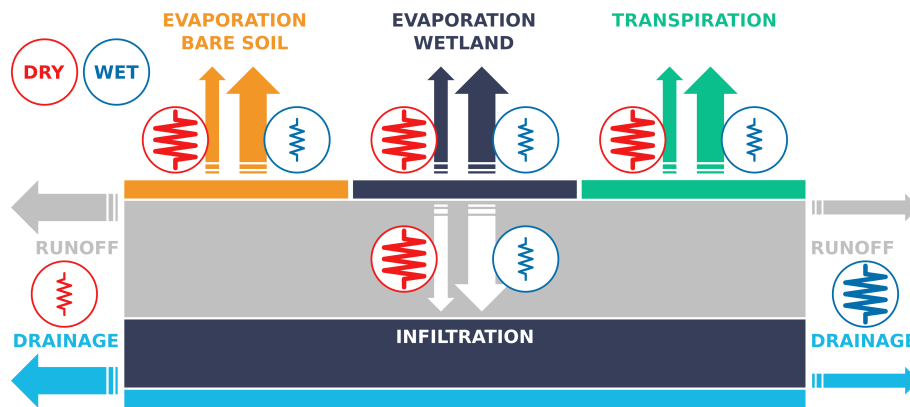 EVAPORATION
BARE SOIL
EVAPORATION
WETLAND
TRANSPIRATION
DRY
WET
RUNOFF
RUNOFF
DRAINAGE
INFILTRATION
DRAINAGE